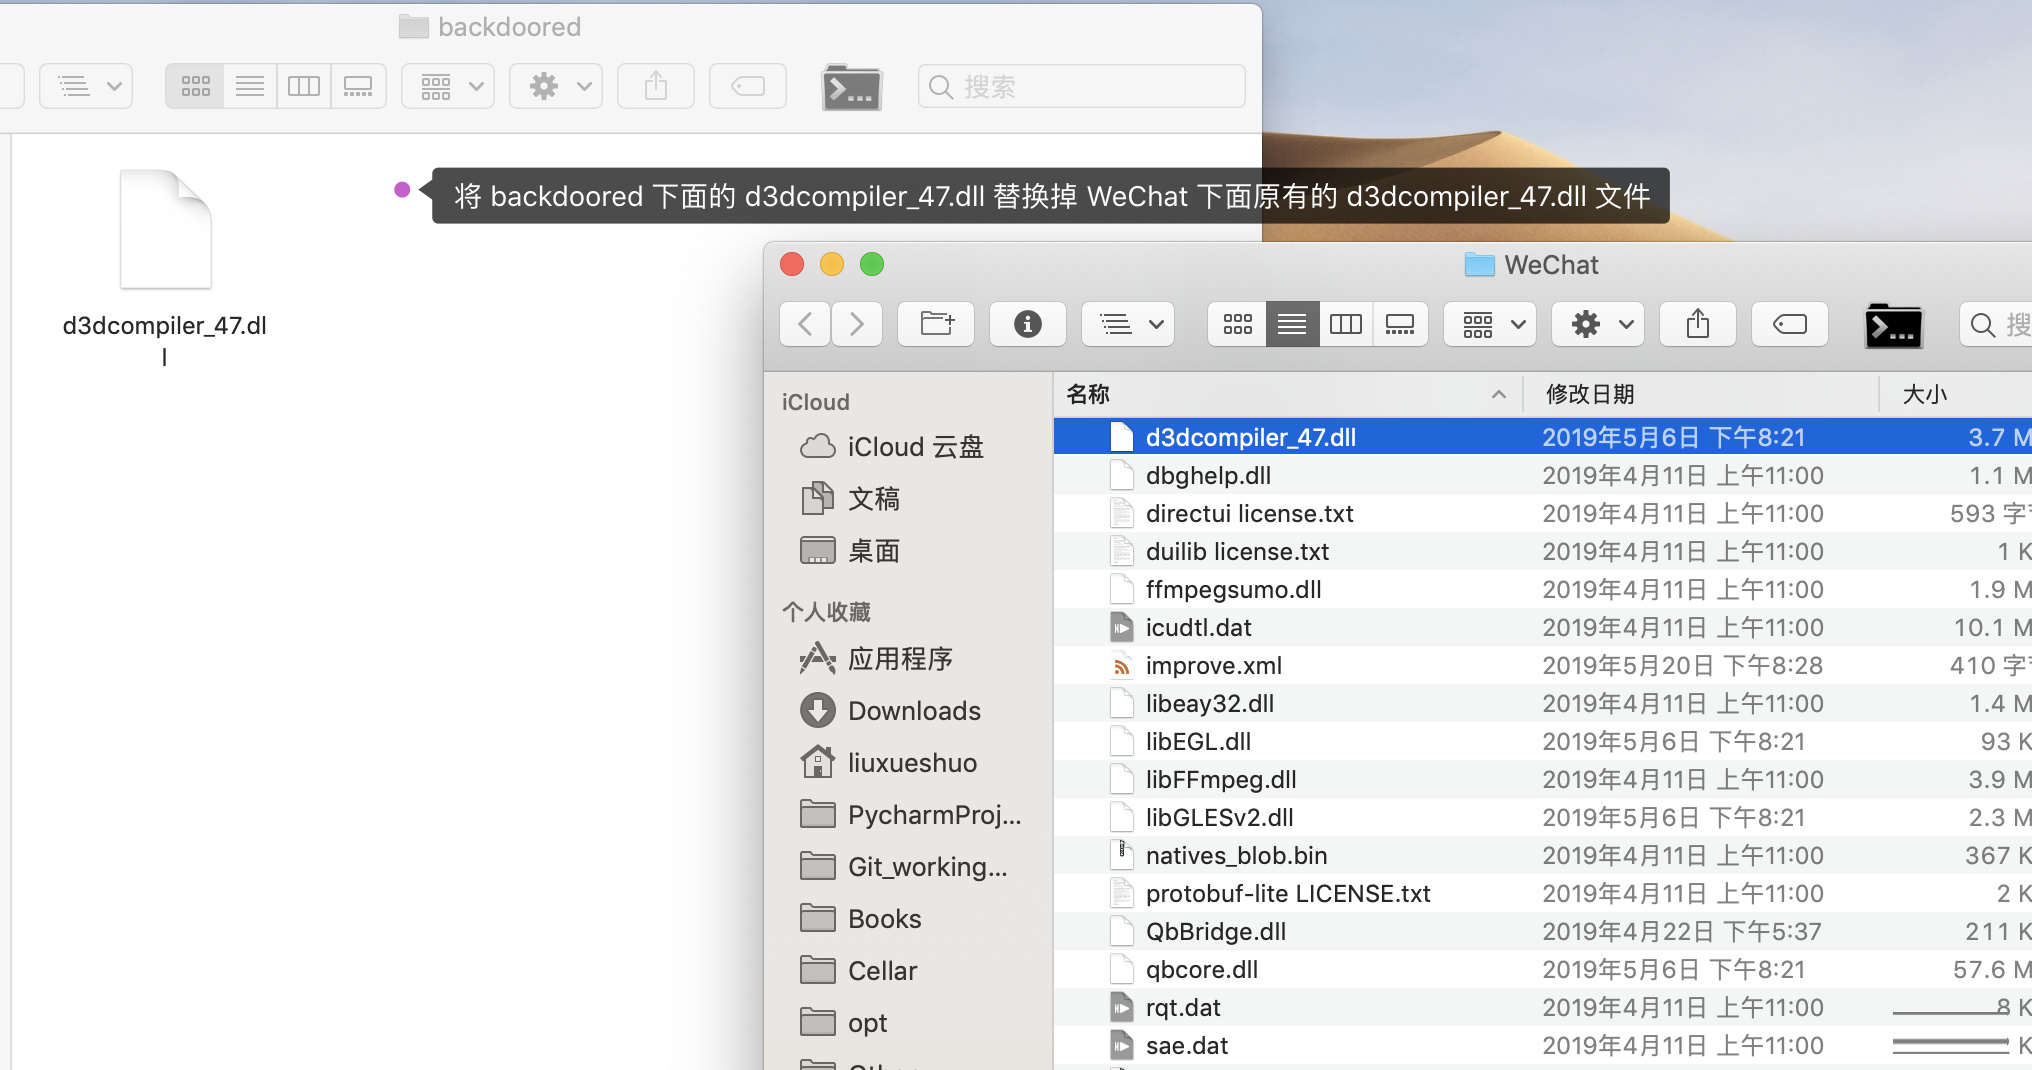 backdoored
搜索
d3dcompiler_47.dl
l
将 backdoored 下面的 d3dcompiler_47.dll 替换掉 WeChat 下面原有的 d3dcompiler_47.dll 文件
WeChat
搜
iCloud
iCloud 云盘
文稿
桌面
个人收藏
应用程序
Downloads
liuxueshuo
PycharmProj...
Git_working...
Books
Cellar
opt
名称 修改日期 大小
d3dcompiler_47.dll 2019年5月6日 下午8:21 3.7 M
dbghelp.dll 2019年4月11日 上午11:00 1.1 M
directui license.txt 2019年4月11日 上午11:00 593 字
duilib license.txt 2019年4月11日 上午11:00 1 K
ffmpegsumo.dll 2019年4月11日 上午11:00 1.9 M
icudtl.dat 2019年4月11日 上午11:00 10.1 M
improve.xml 2019年5月20日 下午8:28 410 字
libeay32.dll 2019年4月11日 上午11:00 1.4 M
libEGL.dll 2019年5月6日 下午8:21 93 K
libFFmpeg.dll 2019年4月11日 上午11:00 3.9 M
libGLESv2.dll 2019年5月6日 下午8:21 2.3 M
natives_blob.bin 2019年4月11日 上午11:00 367 K
protobuf-lite LICENSE.txt 2019年4月11日 上午11:00 2 K
QbBridge.dll 2019年4月22日 下午5:37 211 K
qbcore.dll 2019年5月6日 下午8:21 57.6 M
rqt.dat 2019年4月11日 上午11:00 8 K
sae.dat 2019年4月11日 上午11:00 K